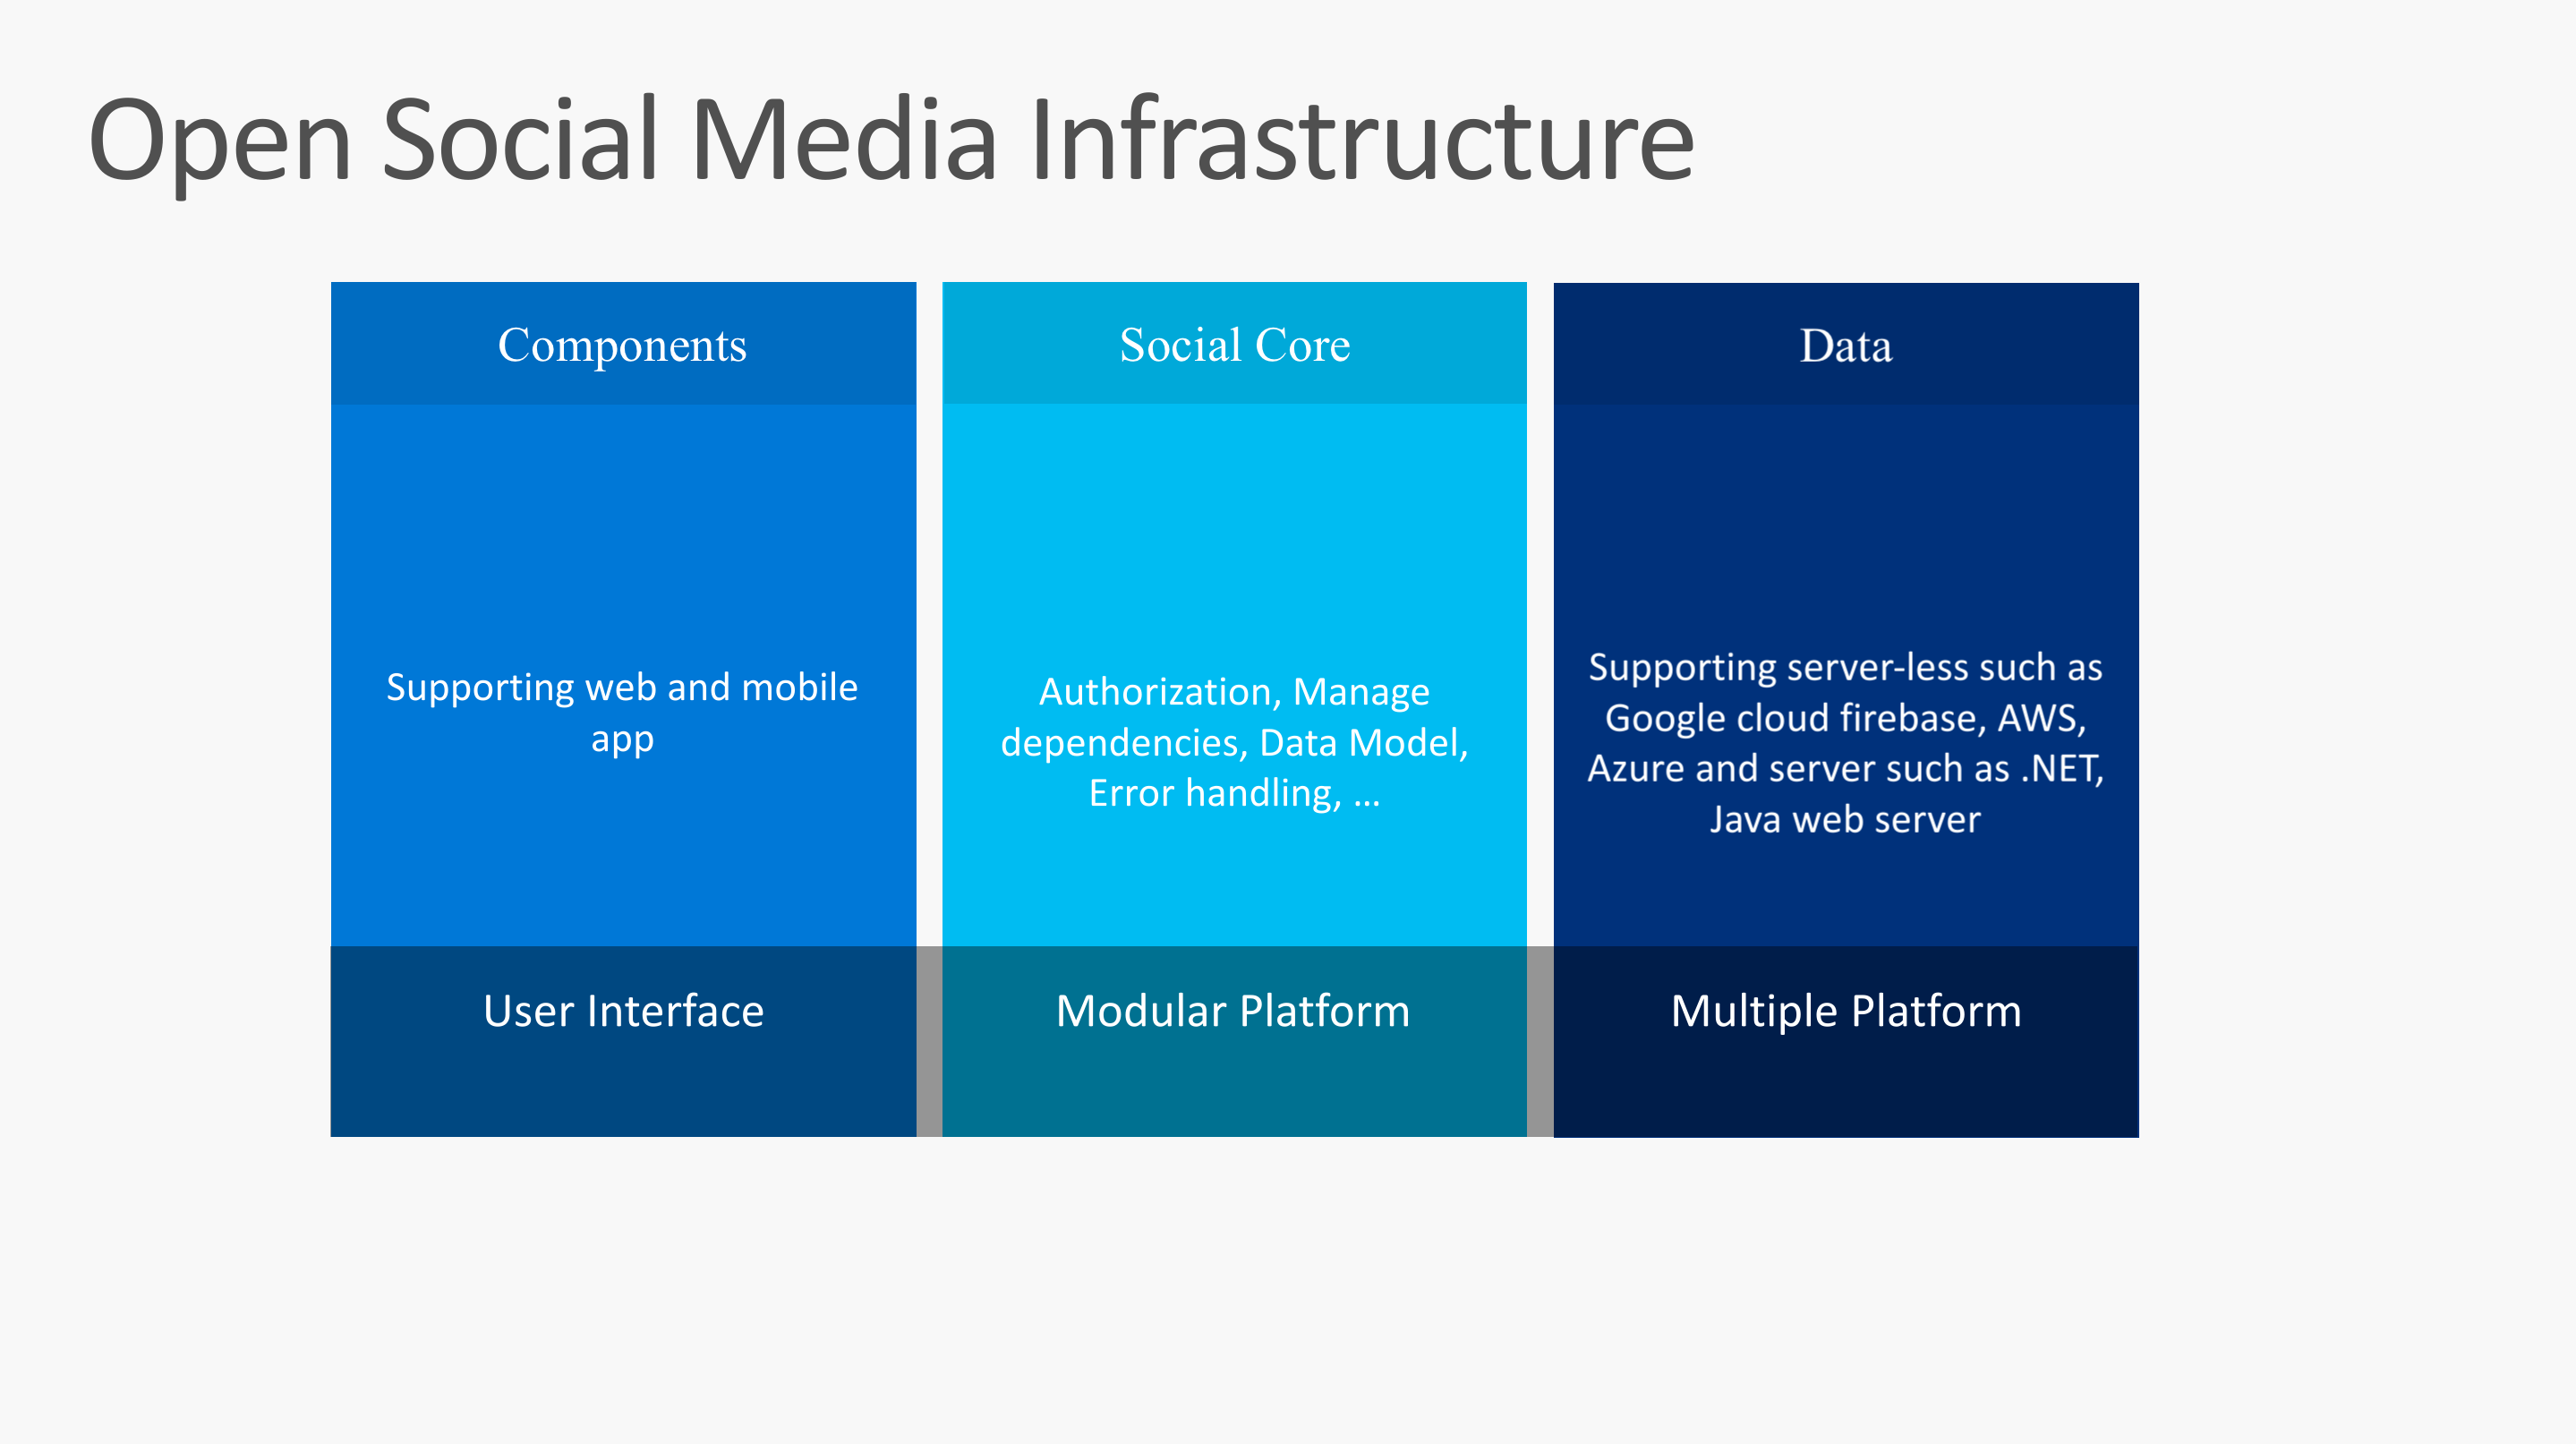 Open Social Media Infrastructure
Components
Supporting web and mobile
app
User Interface
Social Core
Authorization, Manage
dependencies, Data Model,
Error handling, ...
Modular Platform
Data
Supporting server-less such as
Google cloud firebase, AWS,
Azure and server such as .NET,
Java web server
Multiple Platform